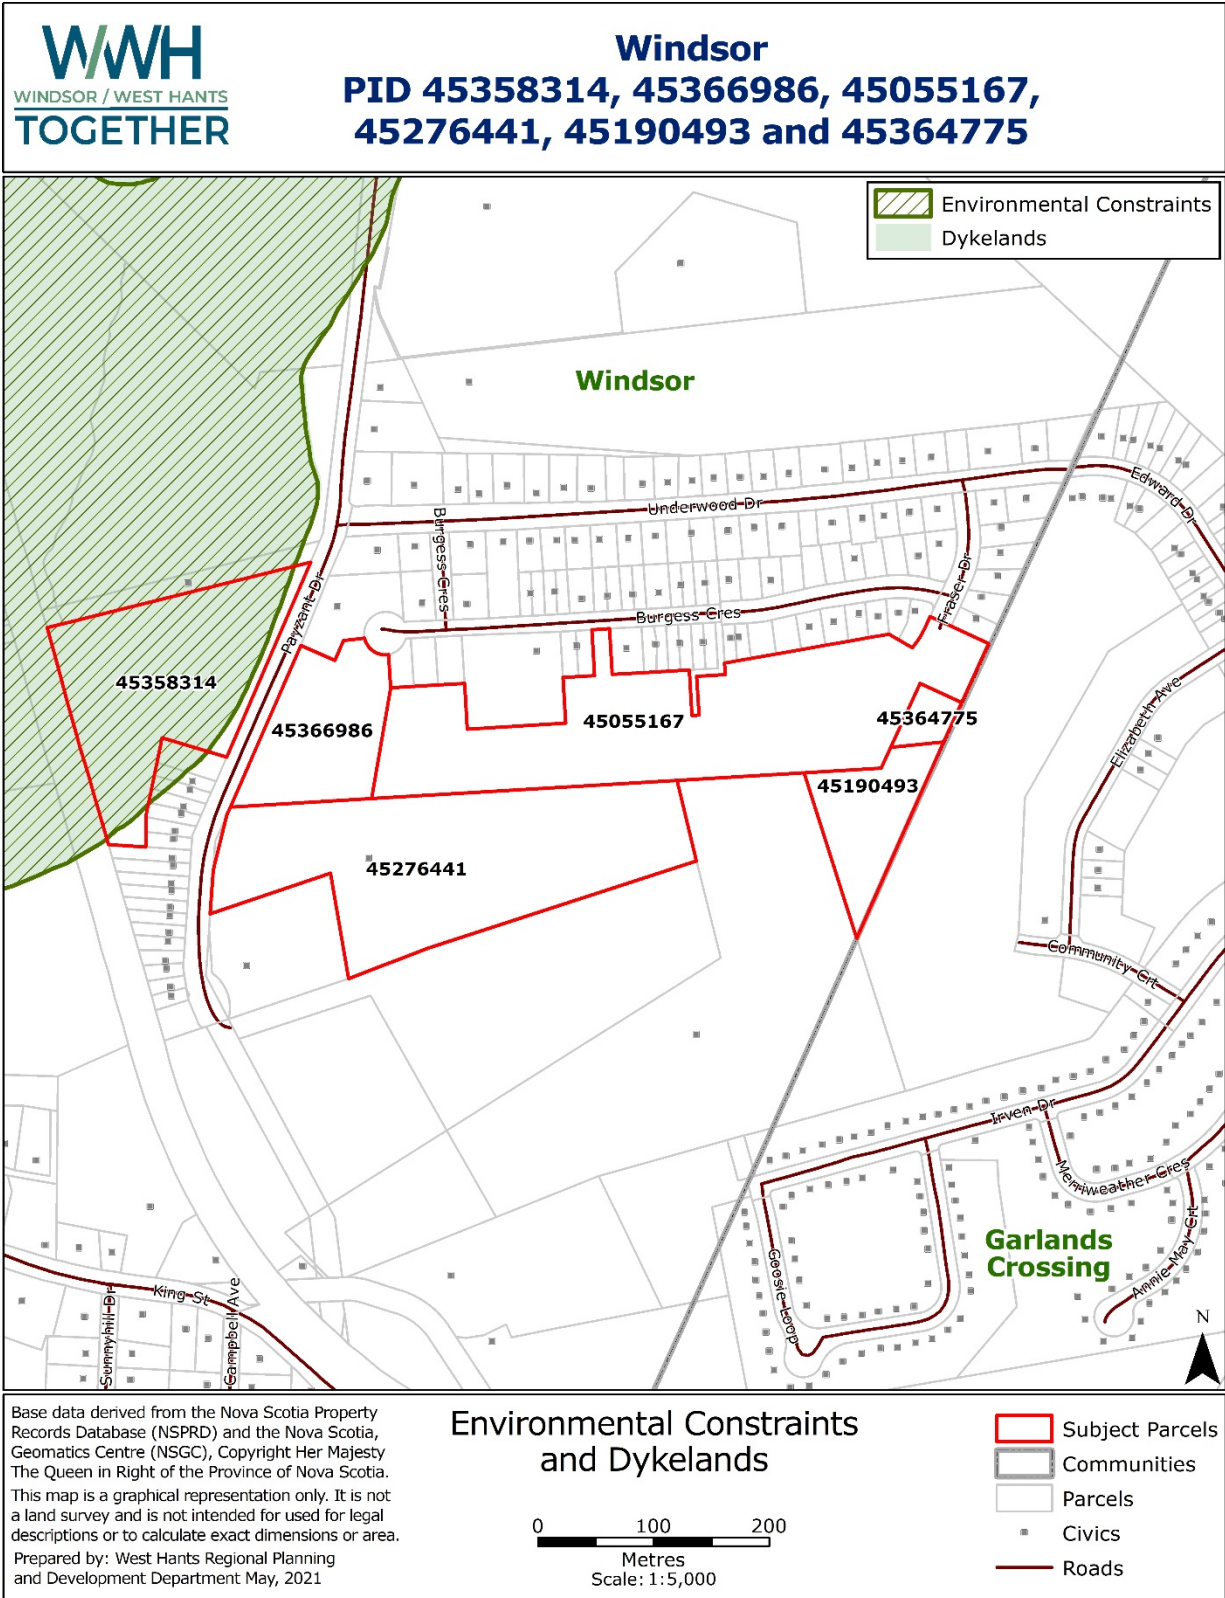 WWH
WINDSOR / WEST HANTS
TOGETHER
Windsor
PID 45358314, 45366986, 45055167,
45276441, 45190493 and 45364775
Environmental Constraints
Dykelands
Windsor
Underwood Dr
Edward Dr
Burgess Cres
Burgess Cres
Fraser Dr
Payzant Dr
45358314
45366986
45055167
45364775
45190493
45276441
Elizabeth Ave
Community Crt
Irven Dr
Merriweather Cres
Annie May Crt
Goosie Loop
Garlands
Crossing
King St
Sunnyhill Dr
Campbell Ave
N
Base data derived from the Nova Scotia Property
Records Database (NSPRD) and the Nova Scotia,
Geomatics Centre (NSGC), Copyright Her Majesty
The Queen in Right of the Province of Nova Scotia.
This map is a graphical representation only. It is not
a land survey and is not intended for used for legal
descriptions or to calculate exact dimensions or area.
Prepared by: West Hants Regional Planning
and Development Department May, 2021
Environmental Constraints
and Dykelands
0 100 200
Metres
Scale: 1:5,000
Subject Parcels
Communities
Parcels
Civics
Roads